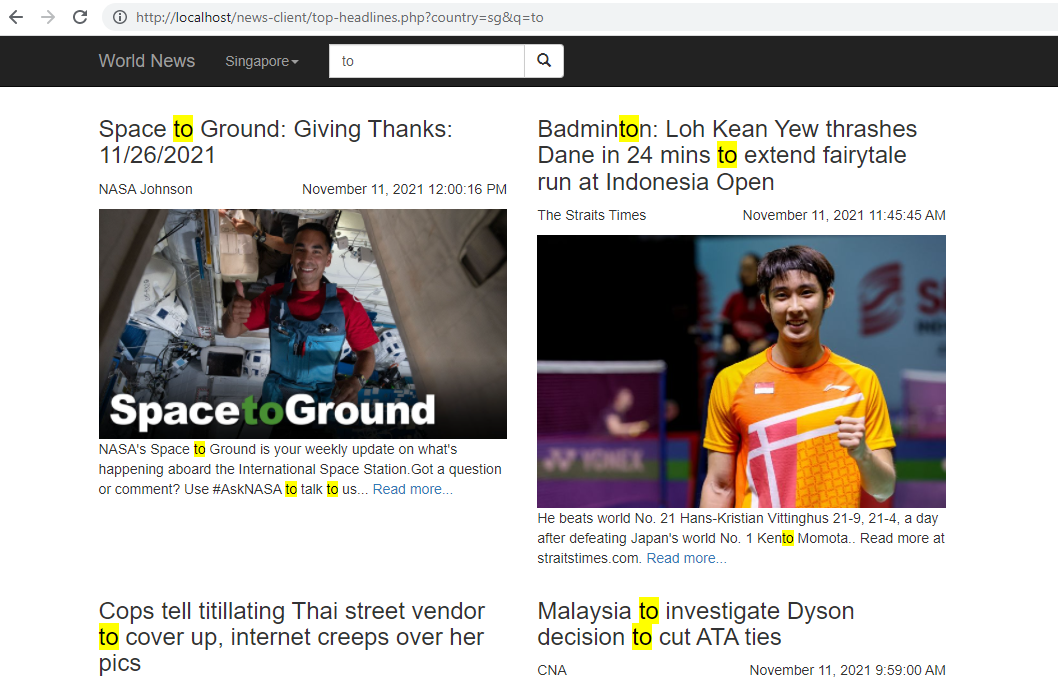 http://localhost/news-client/top-headlines.php?country=sg&q=to
World News Singapore to
Space to Ground: Giving Thanks:
11/26/2021
NASA Johnson November 11, 2021 12:00:16 PM
SpacetoGround
NASA's Space to Ground is your weekly update on what's
happening aboard the International Space Station.Got a question
or comment? Use #AskNASA to talk to us... Read more...
Badminton: Loh Kean Yew thrashes
Dane in 24 mins to extend fairytale
run at Indonesia Open
The Straits Times November 11, 2021 11:45:45 AM
YONEX
He beats world No. 21 Hans-Kristian Vittinghus 21-9, 21-4, a day
after defeating Japan's world No. 1 Kento Momota.. Read more at
straitstimes.com. Read more...
Cops tell titillating Thai street vendor
to cover up, internet creeps over her
pics
Malaysia to investigate Dyson
decision to cut ATA ties
CNA November 11, 2021 9:59:00 AM